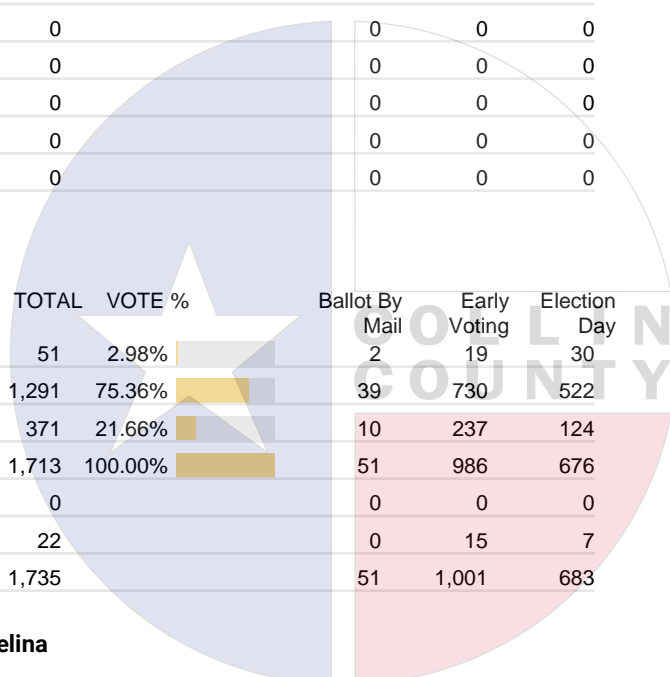 0 0 0 0
0 0 0 0
0 0 0 0
0 0 0 0
0 0 0 0
TOTAL VOTE % Ballot By Mail Early Voting Election Day
51 2.98% 2 19 30
1,291 75.36% 39 730 522
371 21.66% 10 237 124
1,713 100.00% 51 986 676
0 0 0 0
22 0 15 7
1,735 51 1,001 683
COLLIN
COUNTY
elina